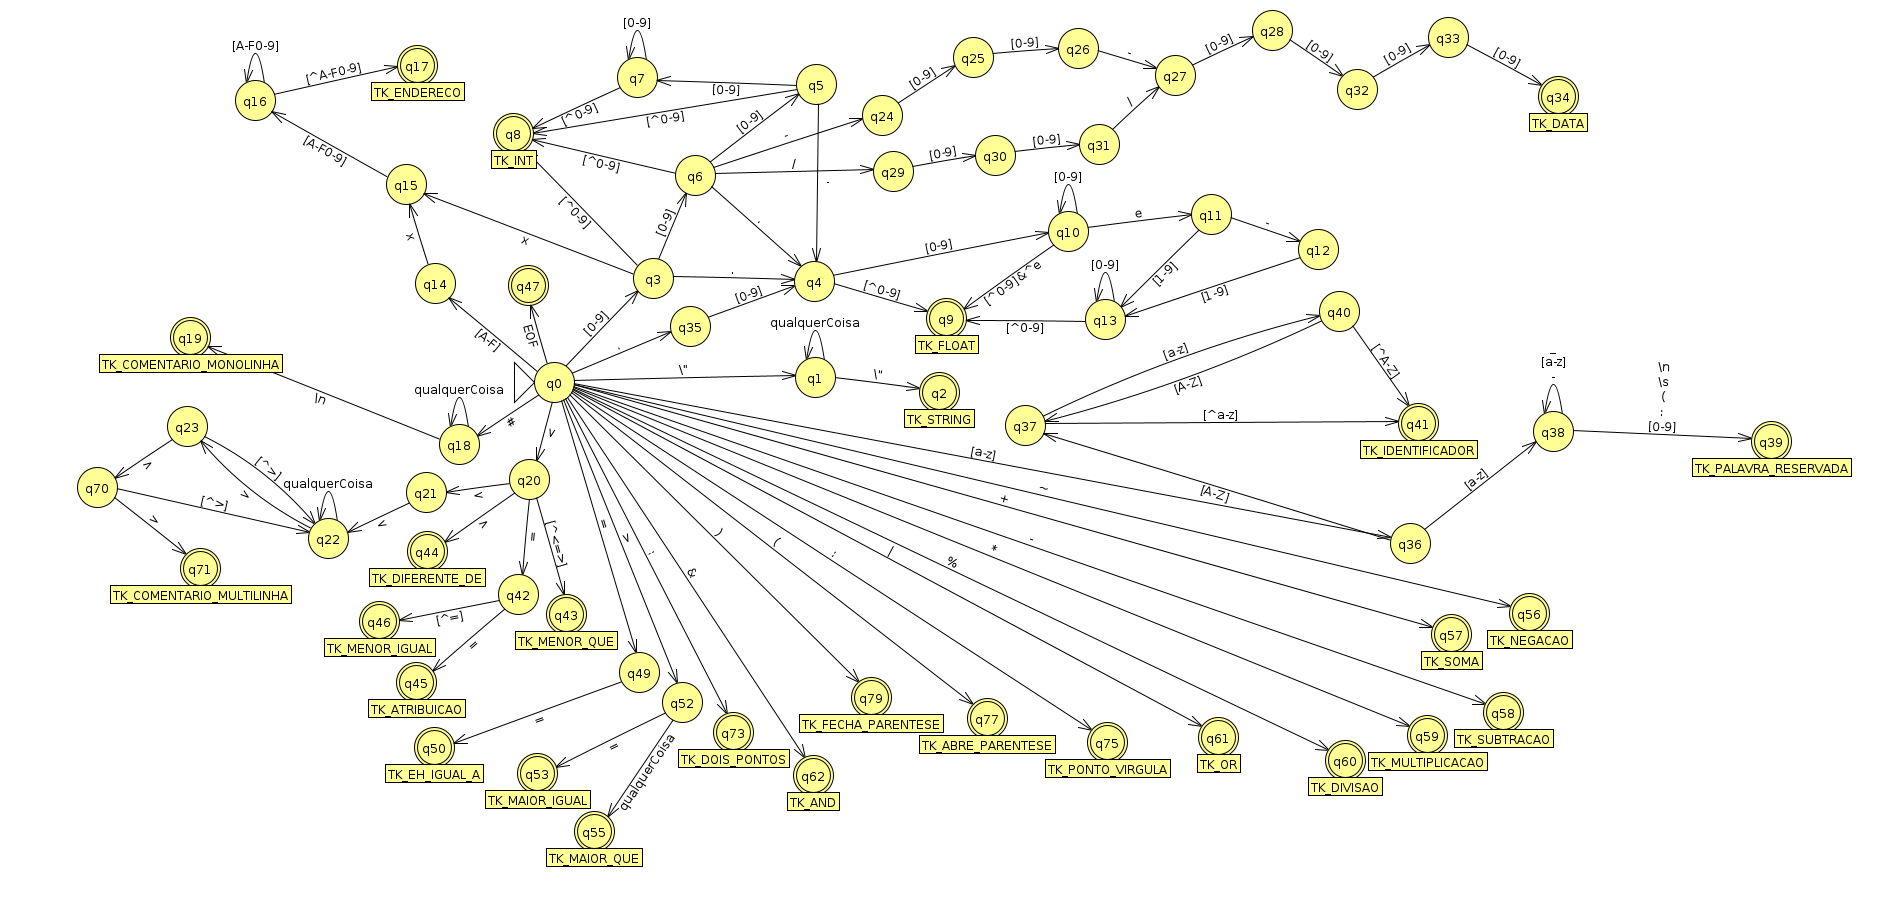 [0-9]
q28
q33
[A-F0-9]
q17
TK_ENDERECO
[^A-F0-9]
q16
q7
q5
[0-9]
[^0-9]
[^0-9]
q8
TK_INT
[^0-9]
[0-9]
q25
[0-9]
q26
-
q27
[0-9]
[0-9]
q32
[0-9]
[0-9]
q34
TK_DATA
[0-9]
q24
-
/
q29
[0-9]
q30
[0-9]
q31
/
q6
[A-F0-9]
q15
x
x
q14
[^0-9]
[0-9]
q3
.
.
.
q4
[0-9]
[0-9]
q10
e
q11
-
q12
[1-9]
[1-9]
[0-9]
q13
[^0-9]
[^0-9]&^e
[^0-9]
q9
TK_FLOAT
q47
EOF
[A-F]
[0-9]
.
q35
[0-9]
q19
TK_COMENTARIO_MONOLINHA
\n
qualquerCoisa
q18
#
q0
\"
qualquerCoisa
q1
\"
q2
TK_STRING
q40
[a-z]
[A-Z]
[^A-Z]
q37
[^a-z]
q41
TK_IDENTIFICADOR
[A-Z]
[a-z]
q36
[a-z]
_
[a-z]
-
q38
\n
\s
(
:
[0-9]
q39
TK_PALAVRA_RESERVADA
q23
<
[^>]
>
qualquerCoisa
q70
[^>]
>
q22
q71
TK_COMENTARIO_MULTILINHA
<
q21
<
<
q20
>
q44
TK_DIFERENTE_DE
=
[^<=>]
q42
[^=]
q46
TK_MENOR_IGUAL
=
q45
TK_ATRIBUICAO
q43
TK_MENOR_QUE
=
>
:
&
)
(
;
|
%
*
-
+
~
q49
=
q50
TK_EH_IGUAL_A
q52
=
q53
TK_MAIOR_IGUAL
qualquerCoisa
q55
TK_MAIOR_QUE
q73
TK_DOIS_PONTOS
q62
TK_AND
q79
TK_FECHA_PARENTESE
q77
TK_ABRE_PARENTESE
q75
TK_PONTO_VIRGULA
q61
TK_OR
q60
TK_DIVISAO
q59
TK_MULTIPLICACAO
q58
TK_SUBTRACAO
q57
TK_SOMA
q56
TK_NEGACAO